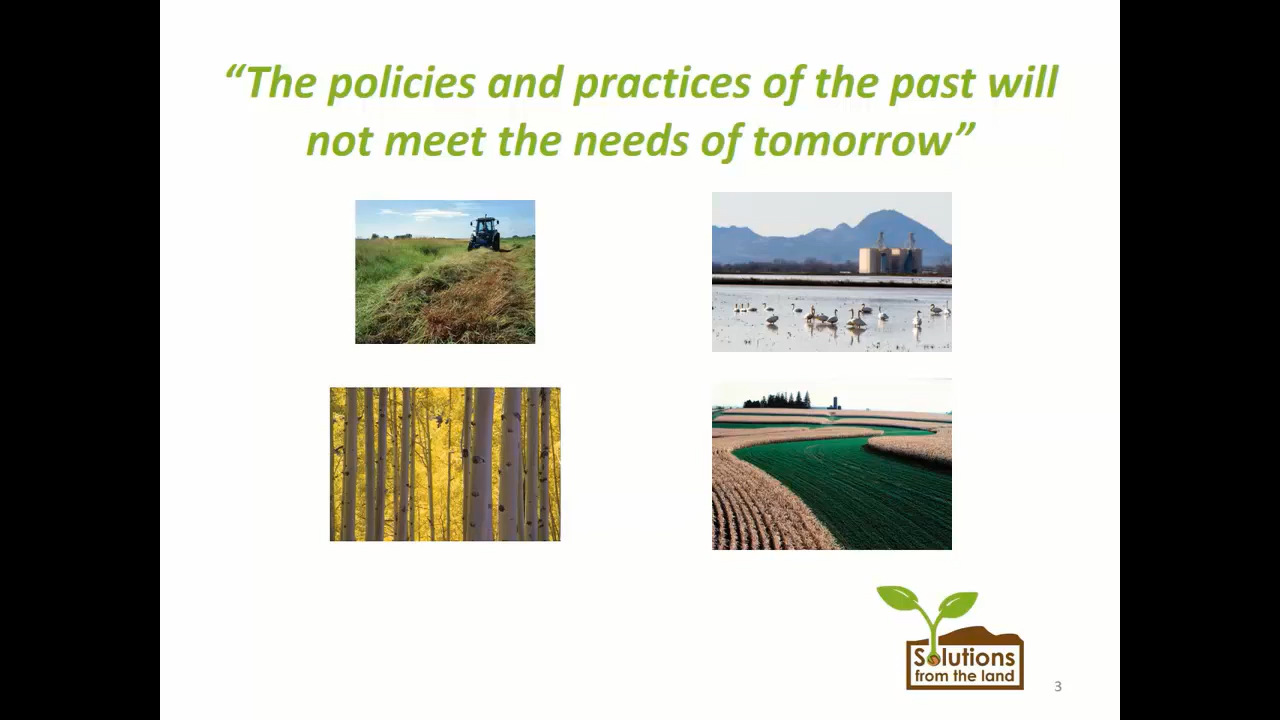 “The policies and practices of the past will
not meet the needs of tomorrow”
Solutions
from the land
3